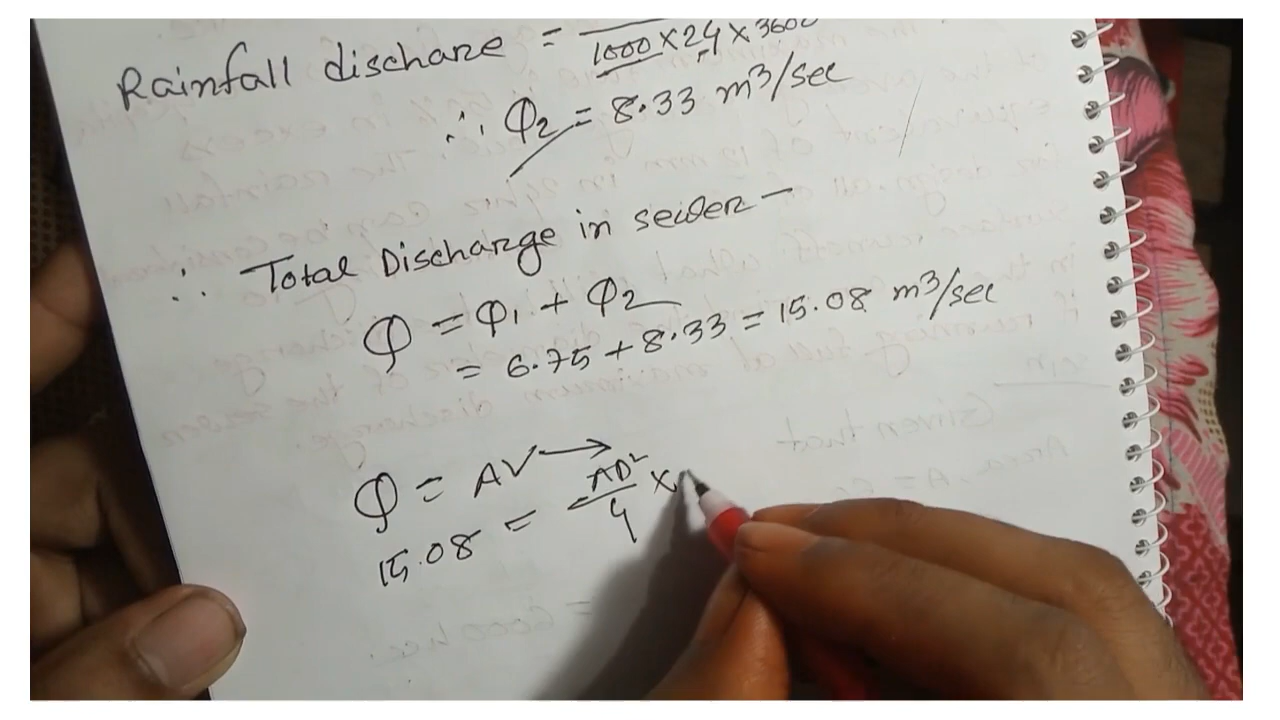 Rainfall discharge = 1000 × 24 × 3600
∴ Q2 = 8.33 m³/sec
∴ Total Discharge in sewer –
Q = Q1 + Q2
= 6.75 + 8.33 = 15.08 m³/sec
Q = AV →
15.08 = πD²/4 ×